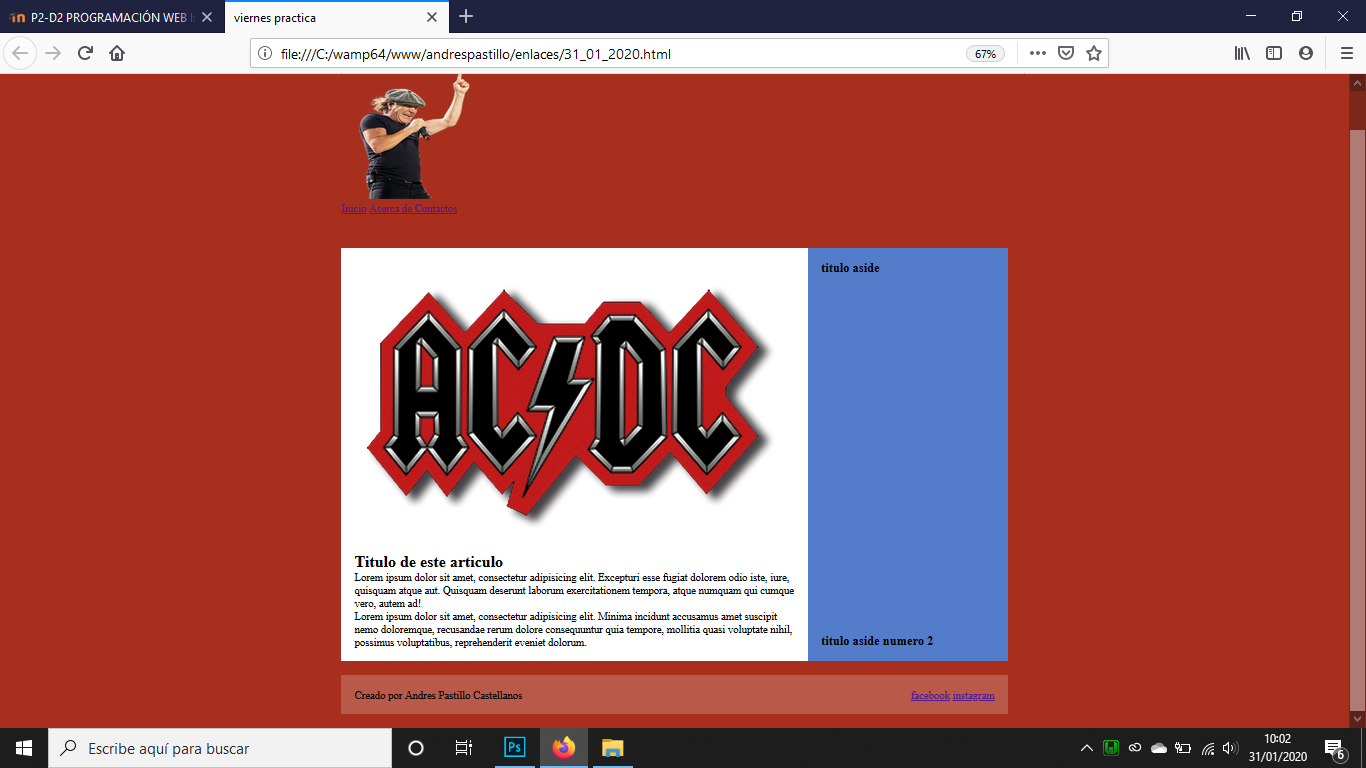 P2-D2 PROGRAMACIÓN WEB
viernes practica
file:///C:/wamp64/www/andrespastillo/enlaces/31_01_2020.html
67%
Inicio Acerca de Contactos
AC DC
titulo aside
Titulo de este articulo
Lorem ipsum dolor sit amet, consectetur adipisicing elit. Excepturi esse fugiat dolorem odio iste, iure,
quisquam atque aut. Quisquam deserunt laborum exercitationem tempora, atque numquam qui cumque
vero, autem ad!
Lorem ipsum dolor sit amet, consectetur adipisicing elit. Minima incidunt accusamus amet suscipit
nemo doloremque, recusandae rerum dolore consequuntur quia tempore, mollitia quasi voluptate nihil,
possimus voluptatibus, reprehenderit eveniet dolorum.
titulo aside numero 2
Creado por Andres Pastillo Castellanos
facebook instagram
Escribe aquí para buscar
Ps
10:02
31/01/2020
6